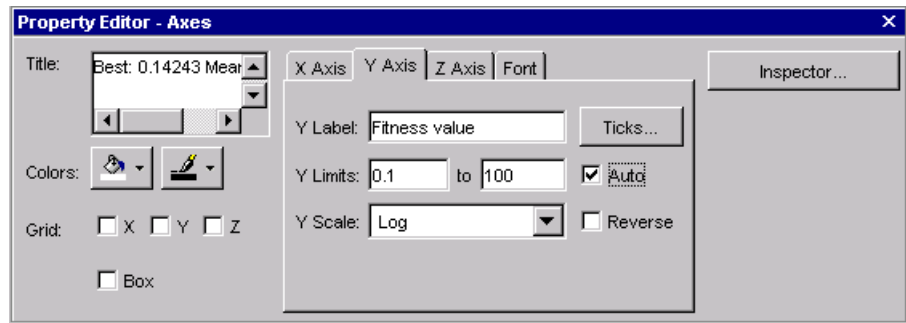 Property Editor - Axes
Title:
Best: 0.14243 Mean
Colors:
Grid:
X
Y
Z
Box
X Axis
Y Axis
Z Axis
Font
Y Label:
Fitness value
Ticks...
Y Limits:
0.1
to
100
Auto
Y Scale:
Log
Reverse
Inspector...